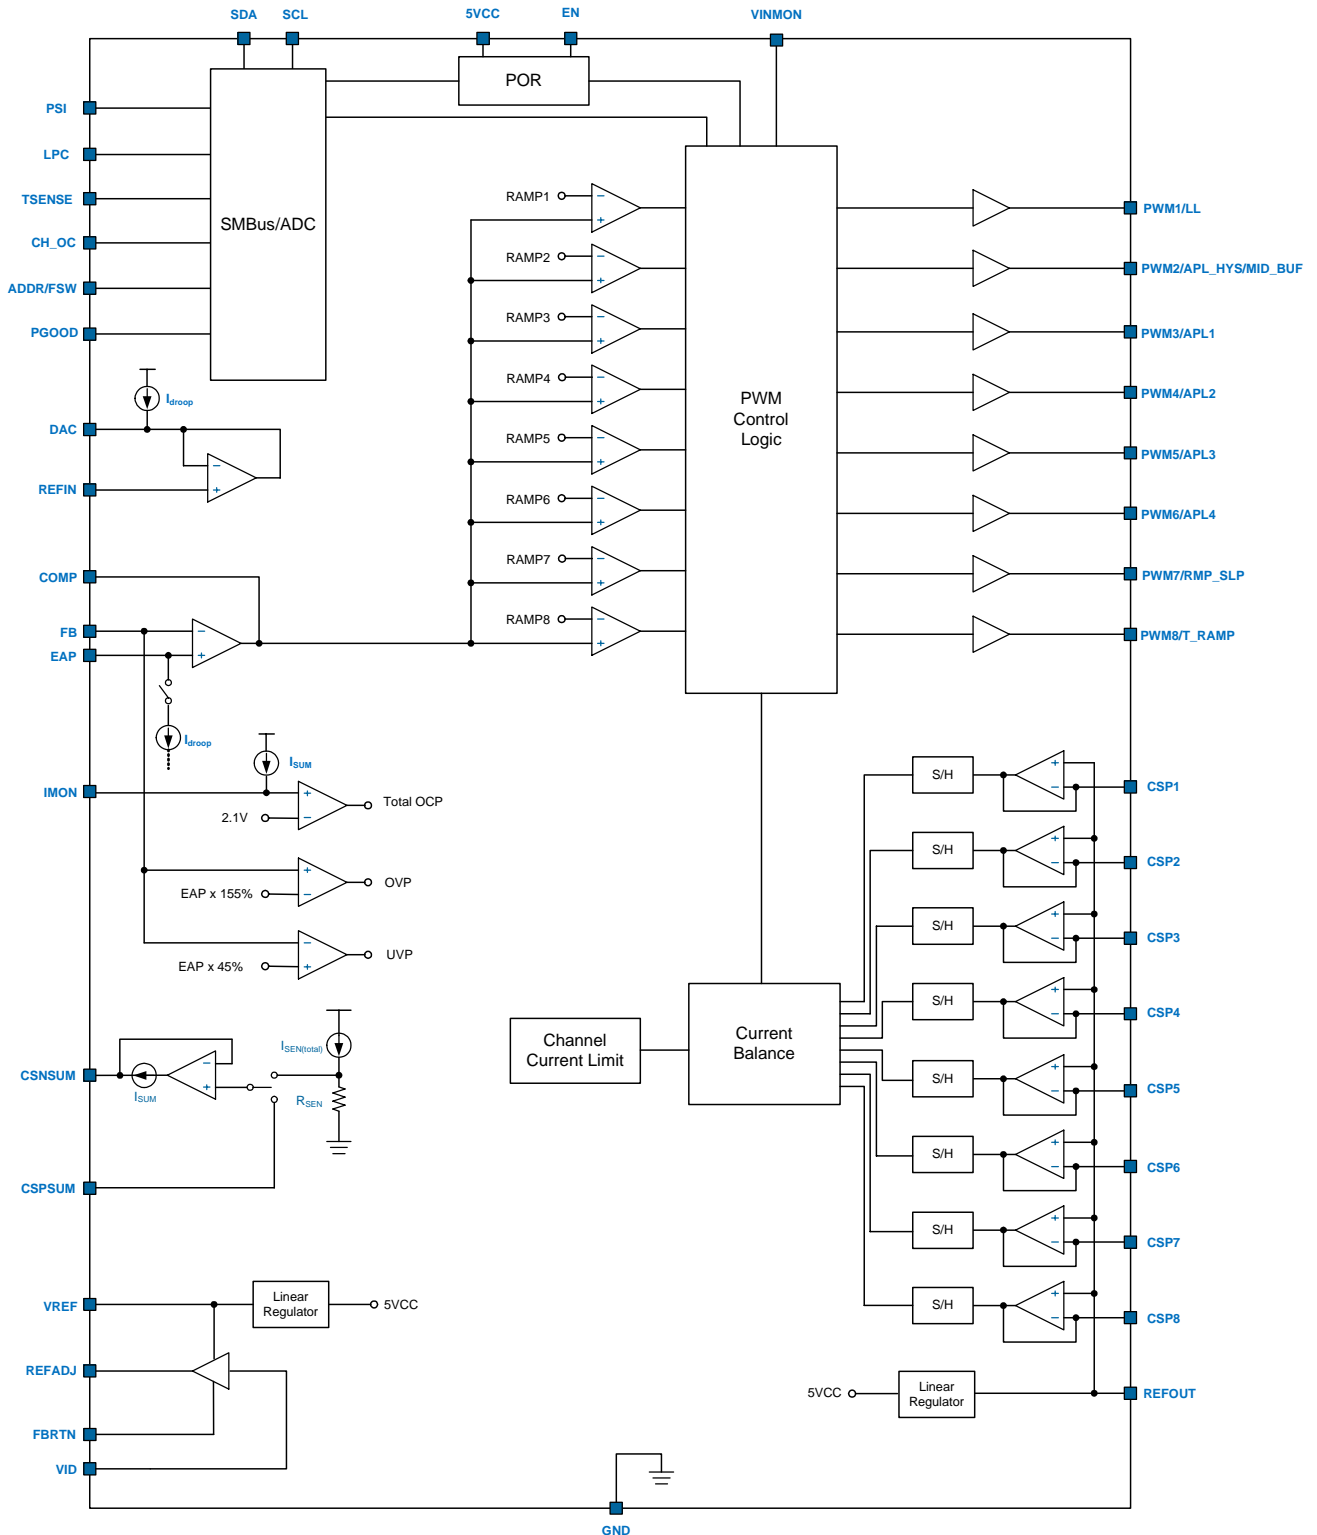 SDA
SCL
5VCC
EN
VINMON
POR
PSI
LPC
TSENSE
CH_OC
ADDR/FSW
PGOOD
SMBus/ADC
Idroop
DAC
REFIN
COMP
FB
EAP
Idroop
RAMP1
RAMP2
RAMP3
RAMP4
RAMP5
RAMP6
RAMP7
RAMP8
− + − + − + − + − + − + − + − +
− +
− +
PWM
Control
Logic
PWM1/LL
PWM2/APL_HYS/MID_BUF
PWM3/APL1
PWM4/APL2
PWM5/APL3
PWM6/APL4
PWM7/RMP_SLP
PWM8/T_RAMP
ISUM
IMON
2.1V
+ −
Total OCP
EAP x 155%
+ −
OVP
EAP x 45%
− +
UVP
CSNSUM
ISUM
− +
ISEN(total)
RSEN
CSPSUM
Channel
Current Limit
Current
Balance
S/H
+ −
CSP1
S/H
+ −
CSP2
S/H
+ −
CSP3
S/H
+ −
CSP4
S/H
+ −
CSP5
S/H
+ −
CSP6
S/H
+ −
CSP7
S/H
+ −
CSP8
VREF
Linear
Regulator
5VCC
REFADJ
FBRTN
VID
5VCC
Linear
Regulator
REFOUT
GND